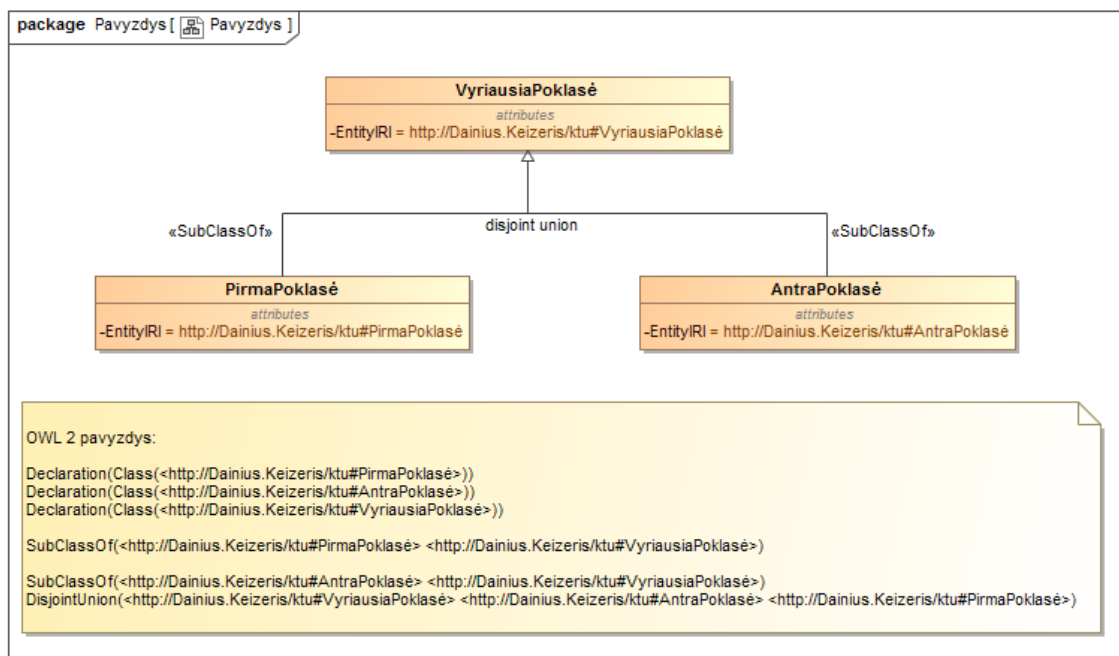 package Pavyzdys [ Pavyzdys ]
VyriausiaPoklasė
attributes
-EntityIRI = http://Dainius.Keizeris/ktu#VyriausiaPoklasė
«SubClassOf»
disjoint union
«SubClassOf»
PirmaPoklasė
attributes
-EntityIRI = http://Dainius.Keizeris/ktu#PirmaPoklasė
AntraPoklasė
attributes
-EntityIRI = http://Dainius.Keizeris/ktu#AntraPoklasė
OWL 2 pavyzdys:
Declaration(Class(<http://Dainius.Keizeris/ktu#PirmaPoklasė>))
Declaration(Class(<http://Dainius.Keizeris/ktu#AntraPoklasė>))
Declaration(Class(<http://Dainius.Keizeris/ktu#VyriausiaPoklasė>))
SubClassOf(<http://Dainius.Keizeris/ktu#PirmaPoklasė> <http://Dainius.Keizeris/ktu#VyriausiaPoklasė>)
SubClassOf(<http://Dainius.Keizeris/ktu#AntraPoklasė> <http://Dainius.Keizeris/ktu#VyriausiaPoklasė>)
DisjointUnion(<http://Dainius.Keizeris/ktu#VyriausiaPoklasė> <http://Dainius.Keizeris/ktu#AntraPoklasė> <http://Dainius.Keizeris/ktu#PirmaPoklasė>)